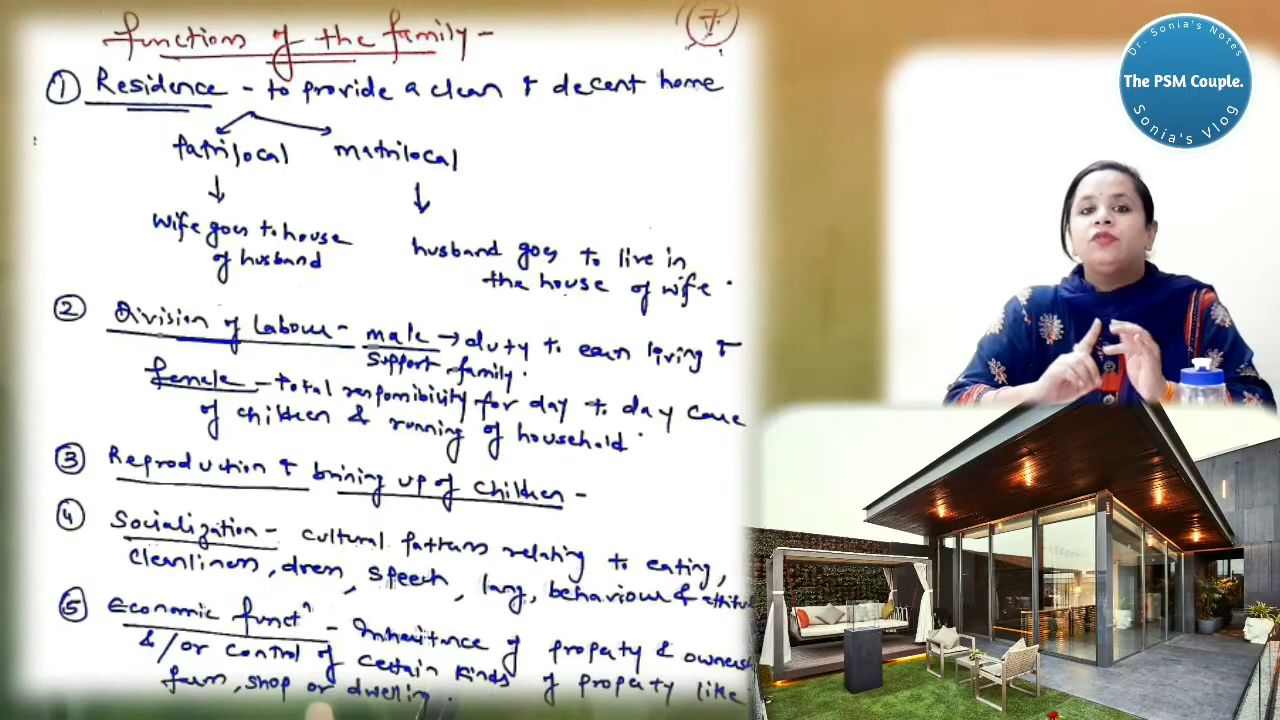 functions of the family -
7
① Residence - to provide a clean & decent home
Patrilocal matrilocal
wife goes to house
of husband
husband goes to live in
the house of wife.
② Division of Labour - male → duty to earn living &
support family.
female - total responsibility for day to day care
of children & running of household.
③ Reproduction & brining up of children -
④ Socialization - cultural patterns relating to eating,
cleanliness, dress, speech, lang, behaviour & attitu
⑤ Economic functn - Inheritance of property & owners
&/or control of certain kinds of property like
farm, shop or dwelling.
Dr. Sonia's Notes
The PSM Couple.
Sonia's Vlog